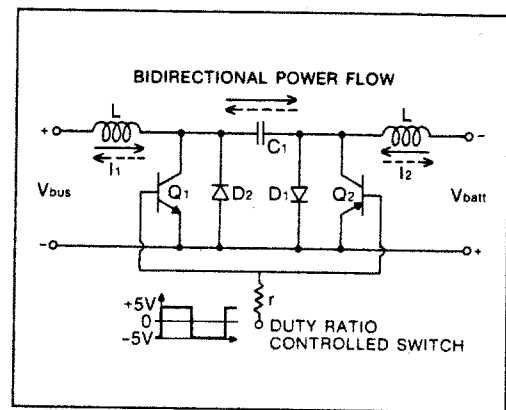 BIDIRECTIONAL POWER FLOW
L
C1
L
+
-
I1
I2
Vbus
Q1
D2
D1
Q2
Vbatt
-
+
r
+5V
0
-5V
DUTY RATIO
CONTROLLED SWITCH